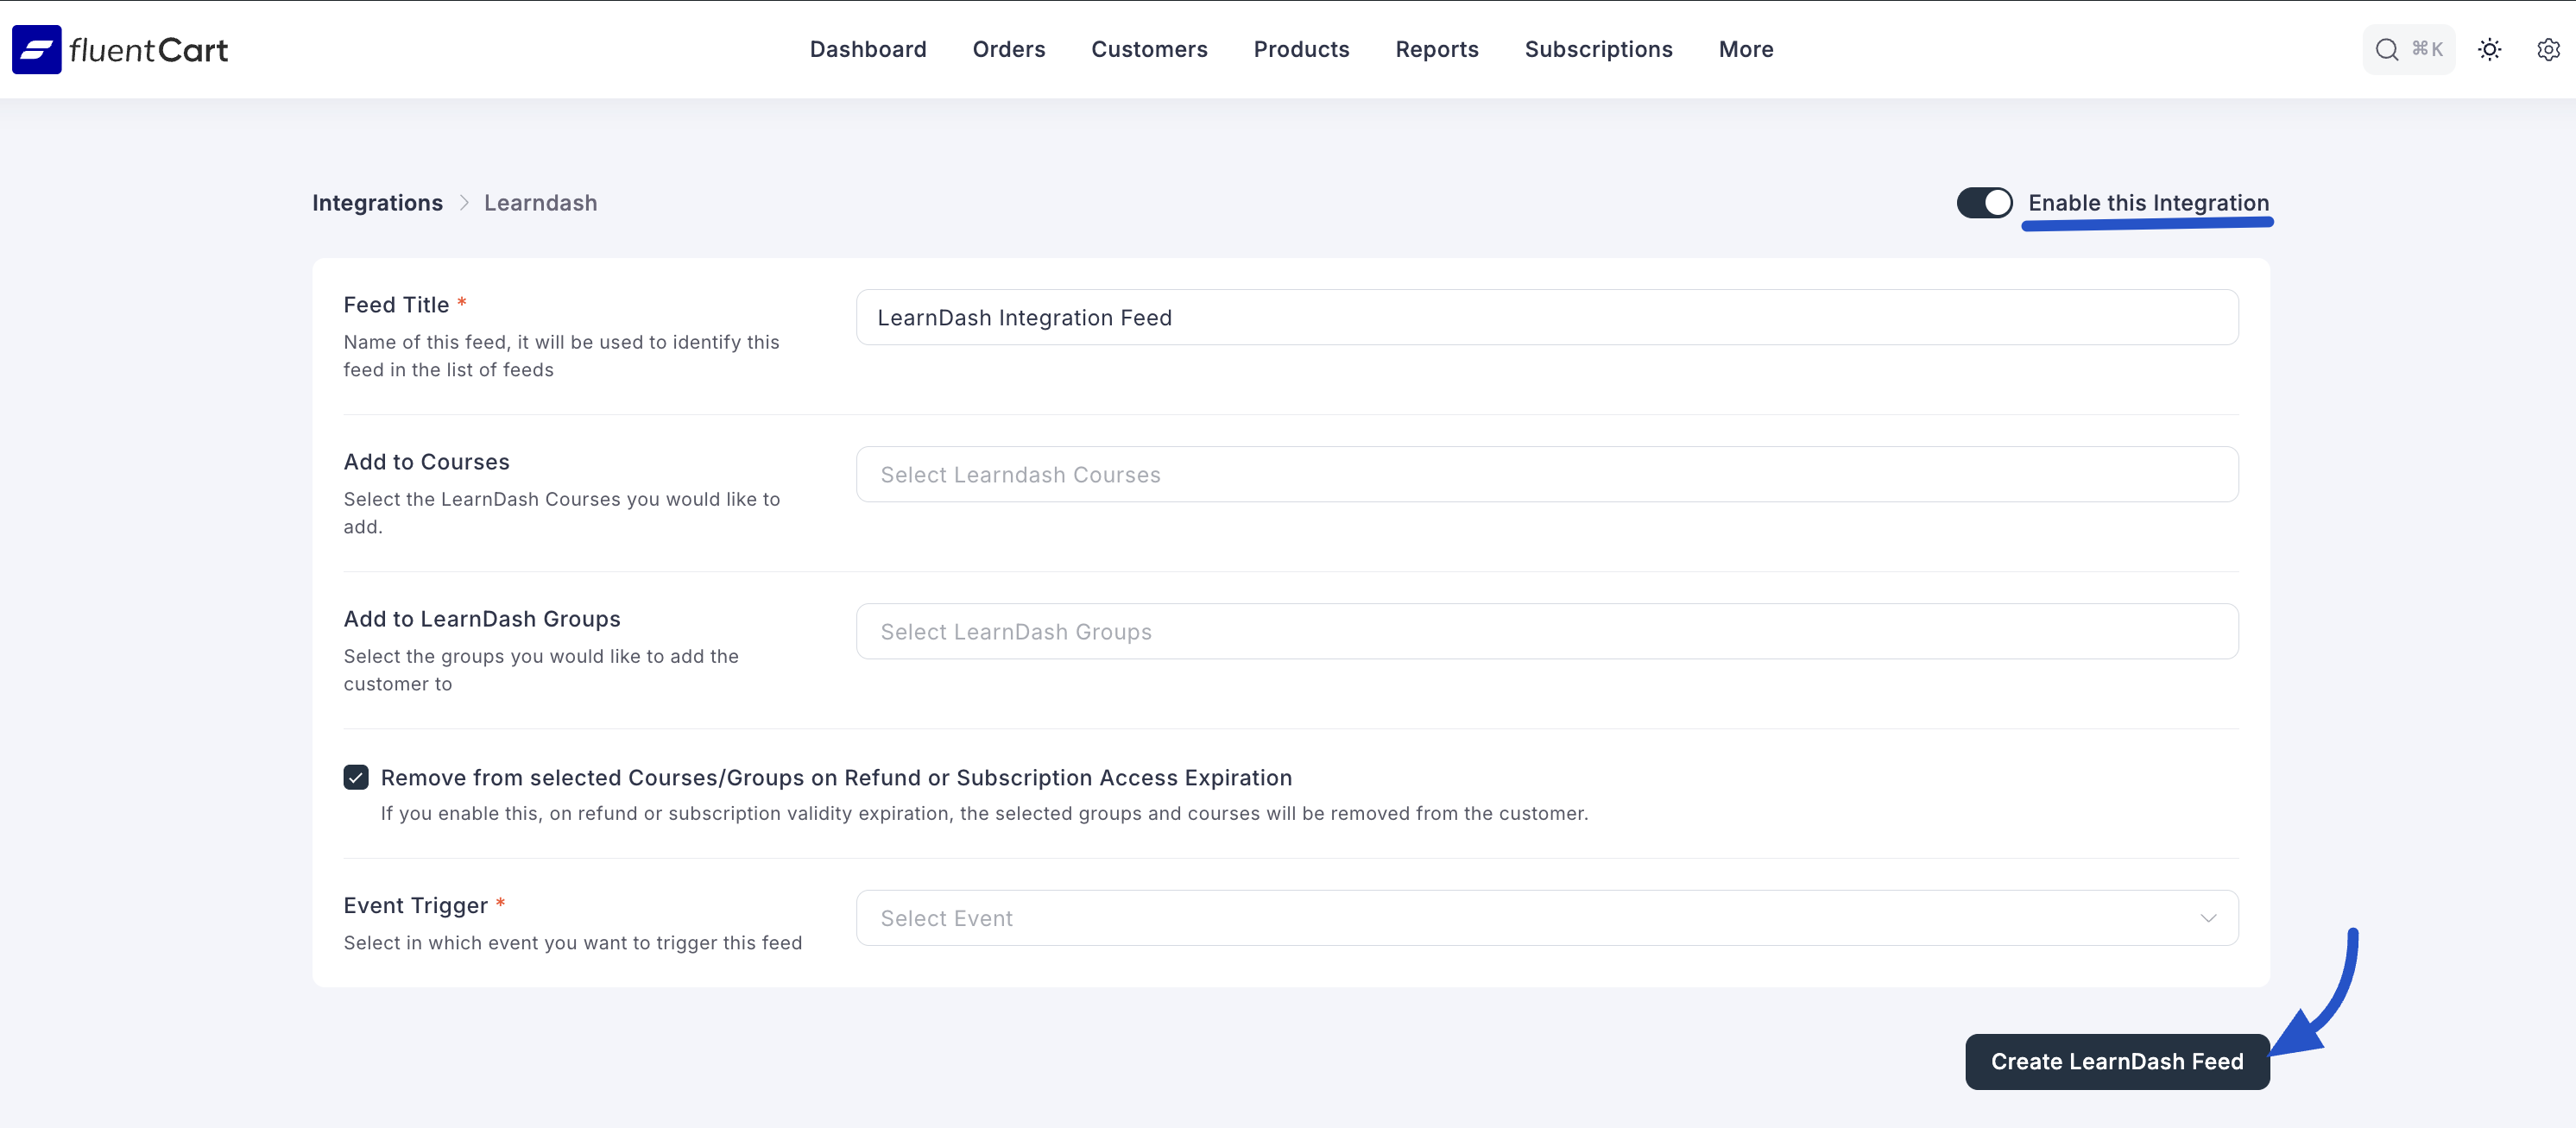 fluentCart
Dashboard Orders Customers Products Reports Subscriptions More
⌘K
Integrations > Learndash
Enable this Integration
Feed Title *
Name of this feed, it will be used to identify this
feed in the list of feeds
LearnDash Integration Feed
Add to Courses
Select the LearnDash Courses you would like to
add.
Select Learndash Courses
Add to LearnDash Groups
Select the groups you would like to add the
customer to
Select LearnDash Groups
Remove from selected Courses/Groups on Refund or Subscription Access Expiration
If you enable this, on refund or subscription validity expiration, the selected groups and courses will be removed from the customer.
Event Trigger *
Select in which event you want to trigger this feed
Select Event
Create LearnDash Feed